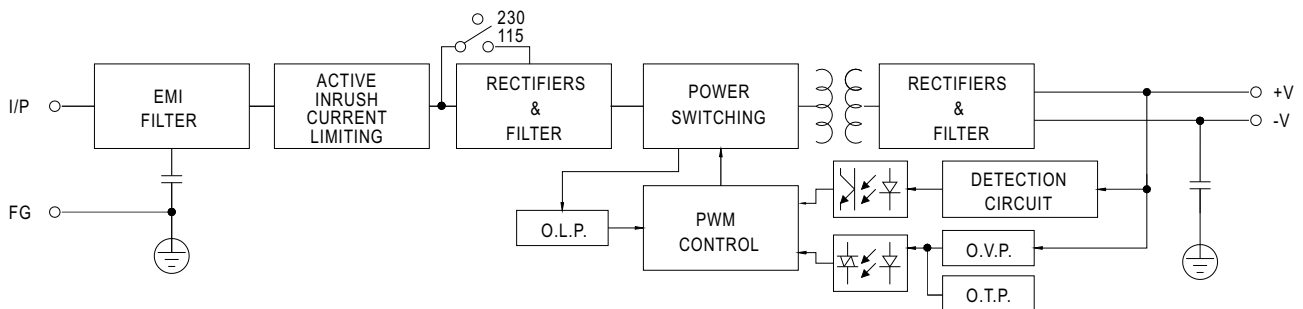 230
115
I/P
EMI
FILTER
ACTIVE
INRUSH
CURRENT
LIMITING
RECTIFIERS
&
FILTER
POWER
SWITCHING
RECTIFIERS
&
FILTER
+V
-V
FG
O.L.P.
PWM
CONTROL
DETECTION
CIRCUIT
O.V.P.
O.T.P.